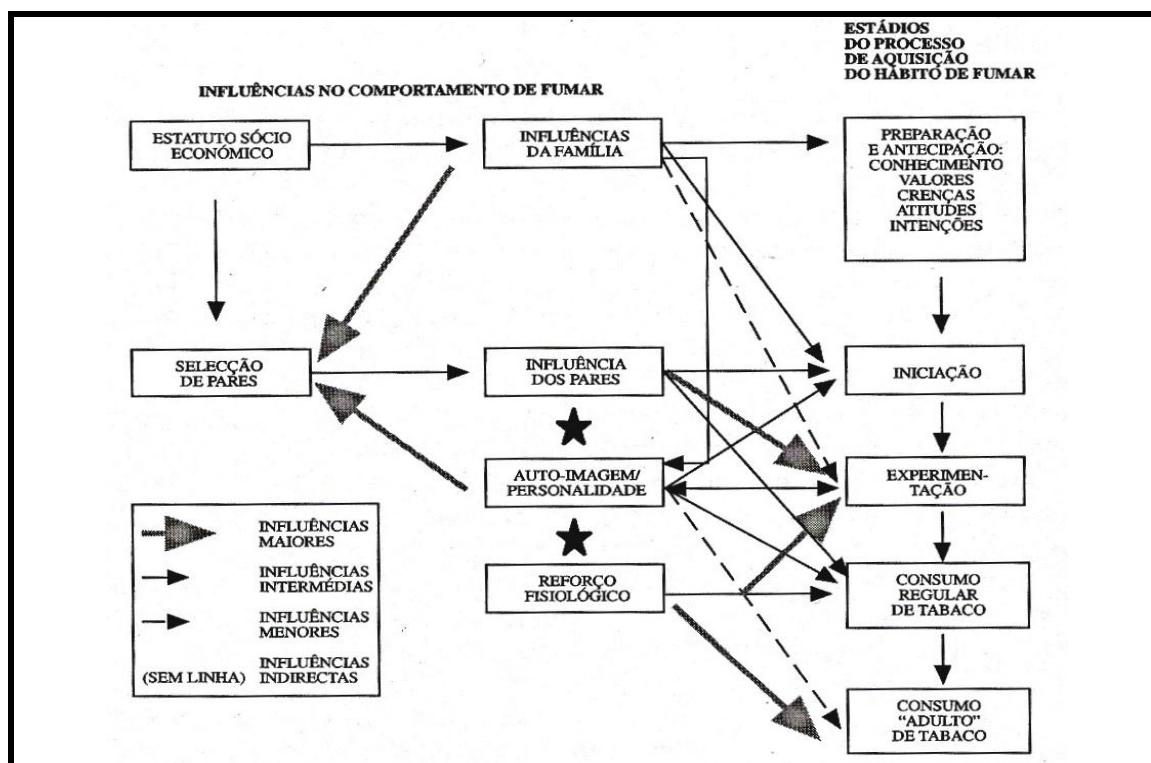 ESTÁDIOS
DO PROCESSO
DE AQUISIÇÃO
DO HÁBITO DE FUMAR
INFLUÊNCIAS NO COMPORTAMENTO DE FUMAR
ESTATUTO SÓCIO
ECONÓMICO
INFLUÊNCIAS
DA FAMÍLIA
PREPARAÇÃO
E ANTECIPAÇÃO:
CONHECIMENTO
VALORES
CRENÇAS
ATITUDES
INTENÇÕES
SELECÇÃO
DE PARES
INFLUÊNCIA
DOS PARES
INICIAÇÃO
AUTO-IMAGEM/
PERSONALIDADE
EXPERIMEN-
TAÇÃO
REFORÇO
FISIOLÓGICO
CONSUMO
REGULAR
DE TABACO
CONSUMO
“ADULTO”
DE TABACO
INFLUÊNCIAS
MAIORES
INFLUÊNCIAS
INTERMÉDIAS
INFLUÊNCIAS
MENORES
(SEM LINHA) INFLUÊNCIAS
INDIRECTAS